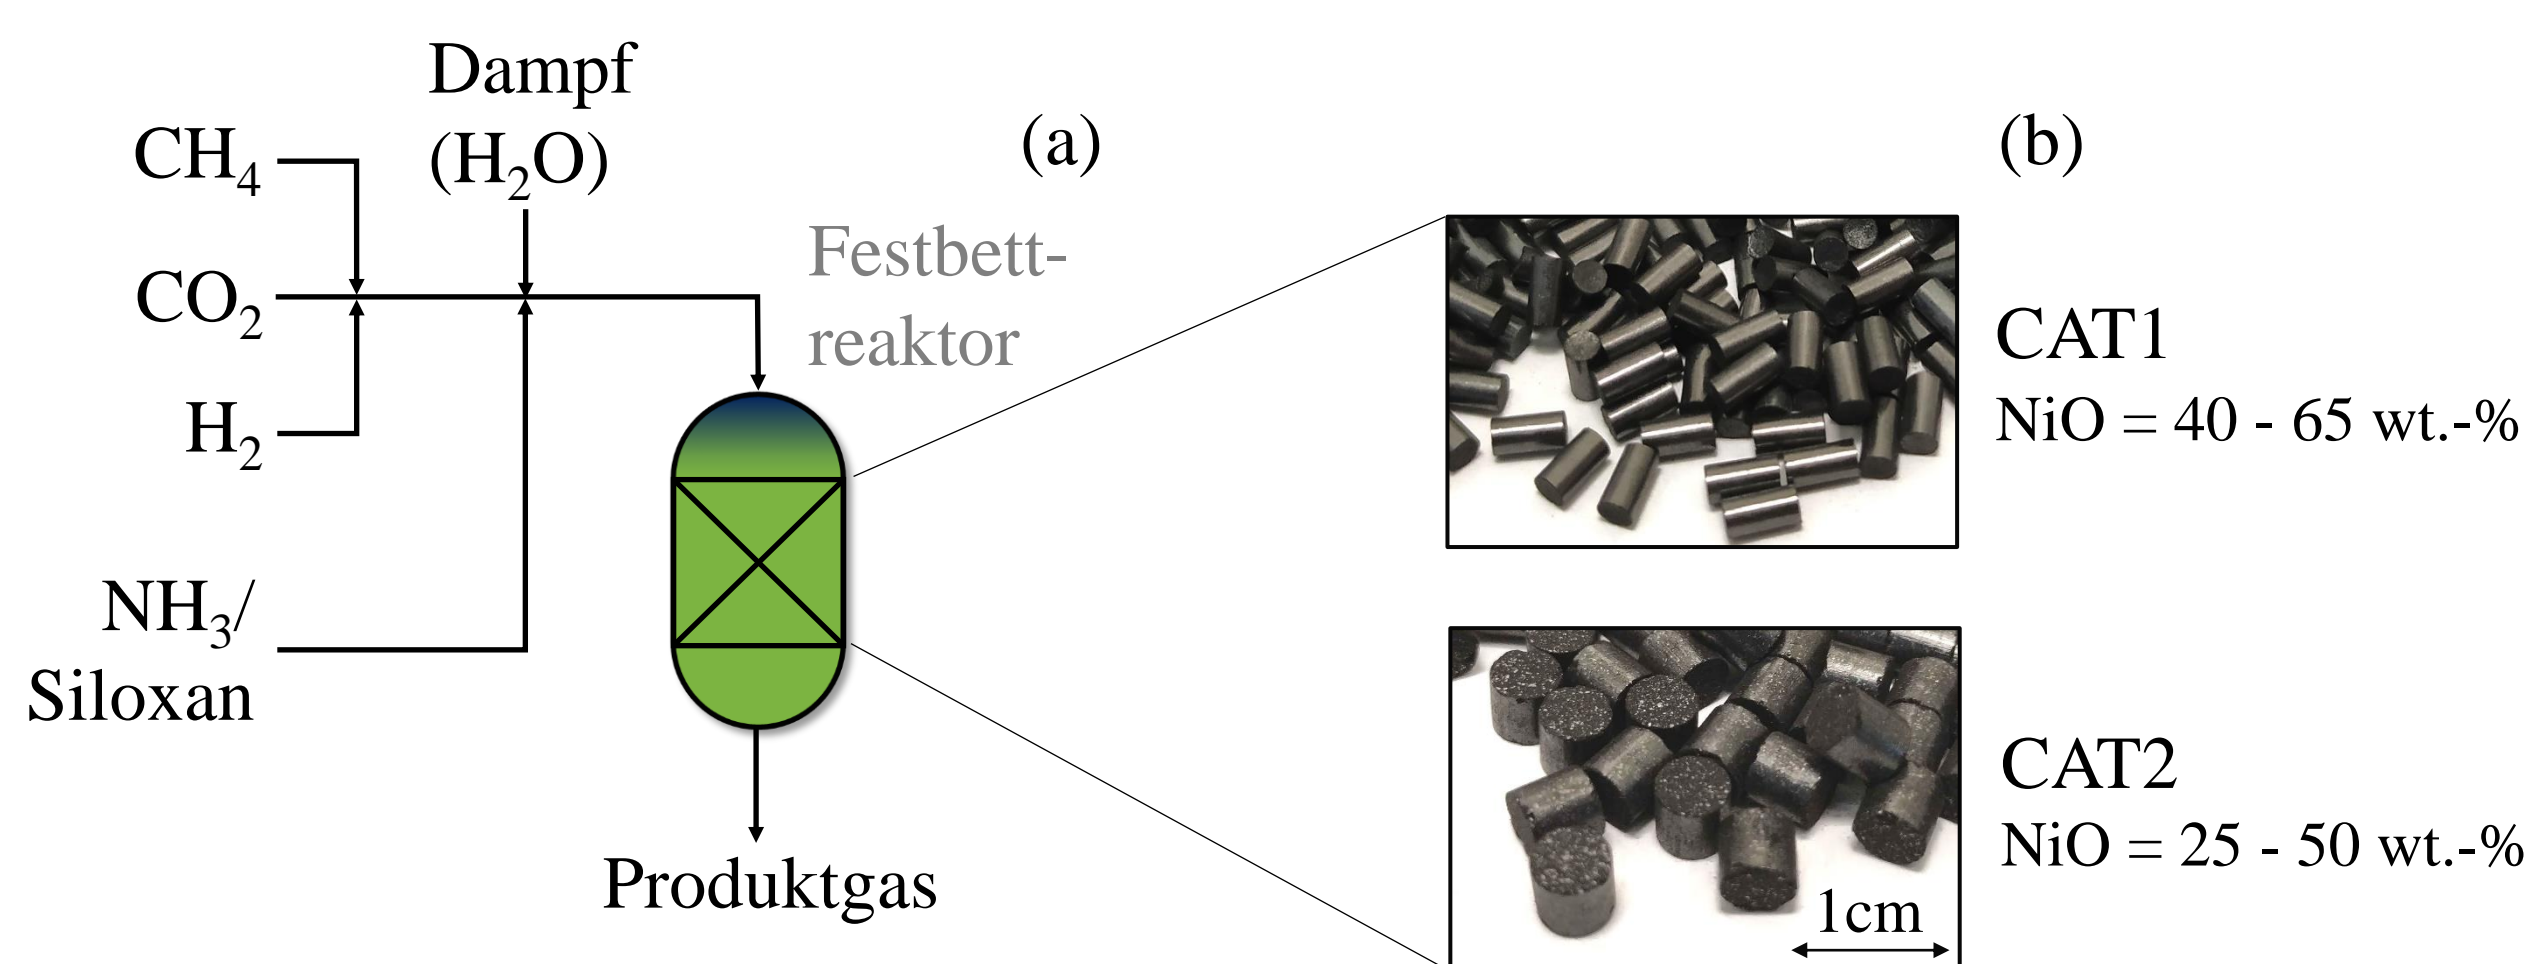 Dampf
(H₂O)
CH₄
CO₂
H₂
NH₃/
Siloxan
Festbett-
reaktor
Produktgas
(a)
(b)
CAT1
NiO = 40 - 65 wt.-%
CAT2
NiO = 25 - 50 wt.-%
1cm